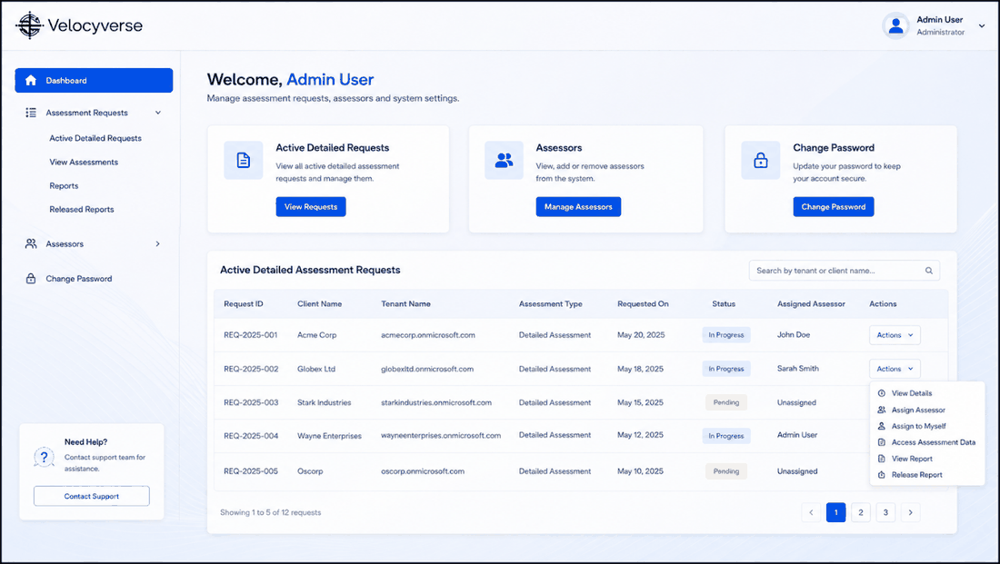 Velocyverse
Admin User
Administrator
Dashboard
Assessment Requests
Active Detailed Requests
View Assessments
Reports
Released Reports
Assessors
Change Password
Need Help?
Contact support team for
assistance.
Contact Support
Welcome, Admin User
Manage assessment requests, assessors and system settings.
Active Detailed Requests
View all active detailed assessment
requests and manage them.
View Requests
Assessors
View, add or remove assessors
from the system.
Manage Assessors
Change Password
Update your password to keep
your account secure.
Change Password
Active Detailed Assessment Requests
Search by tenant or client name...
Request ID Client Name Tenant Name Assessment Type Requested On Status Assigned Assessor Actions
REQ-2025-001 Acme Corp acmecorp.onmicrosoft.com Detailed Assessment May 20, 2025 In Progress John Doe Actions
REQ-2025-002 Globex Ltd globexltd.onmicrosoft.com Detailed Assessment May 18, 2025 In Progress Sarah Smith Actions
REQ-2025-003 Stark Industries starkindustries.onmicrosoft.com Detailed Assessment May 15, 2025 Pending Unassigned
REQ-2025-004 Wayne Enterprises wayneenterprises.onmicrosoft.com Detailed Assessment May 12, 2025 In Progress Admin User
REQ-2025-005 Oscorp oscorp.onmicrosoft.com Detailed Assessment May 10, 2025 Pending Unassigned
View Details
Assign Assessor
Assign to Myself
Access Assessment Data
View Report
Release Report
Showing 1 to 5 of 12 requests
1 2 3